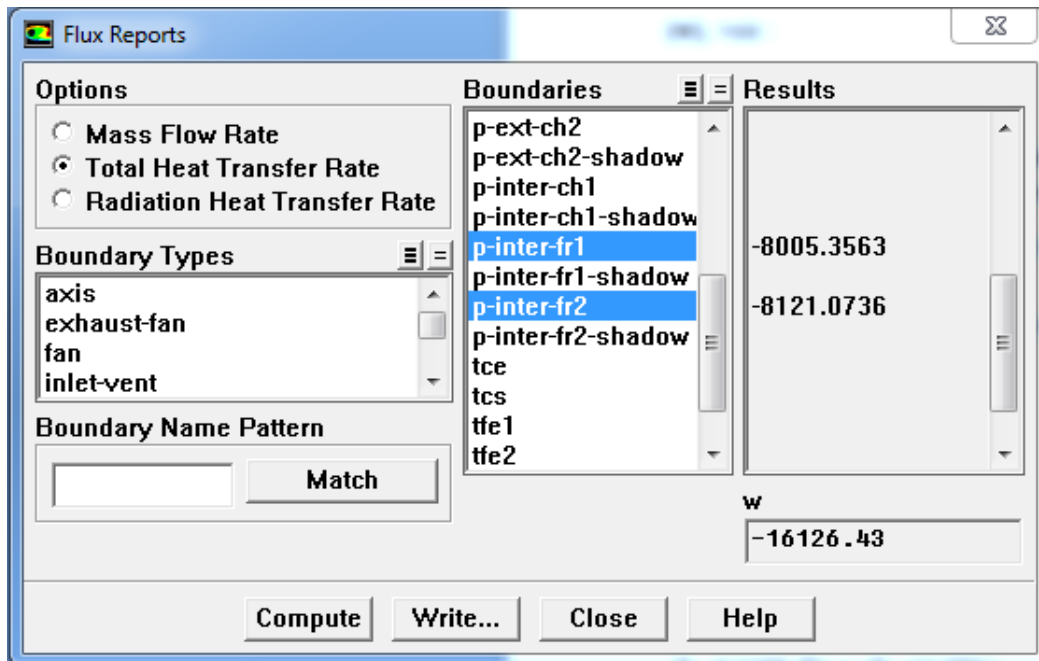 Flux Reports
Options
Mass Flow Rate
Total Heat Transfer Rate
Radiation Heat Transfer Rate
Boundary Types
axis
exhaust-fan
fan
inlet-vent
Boundary Name Pattern
Match
Boundaries
p-ext-ch2
p-ext-ch2-shadow
p-inter-ch1
p-inter-ch1-shadow
p-inter-fr1
p-inter-fr1-shadow
p-inter-fr2
p-inter-fr2-shadow
tce
tcs
tfe1
tfe2
Results
-8005.3563
-8121.0736
w
-16126.43
Compute
Write...
Close
Help